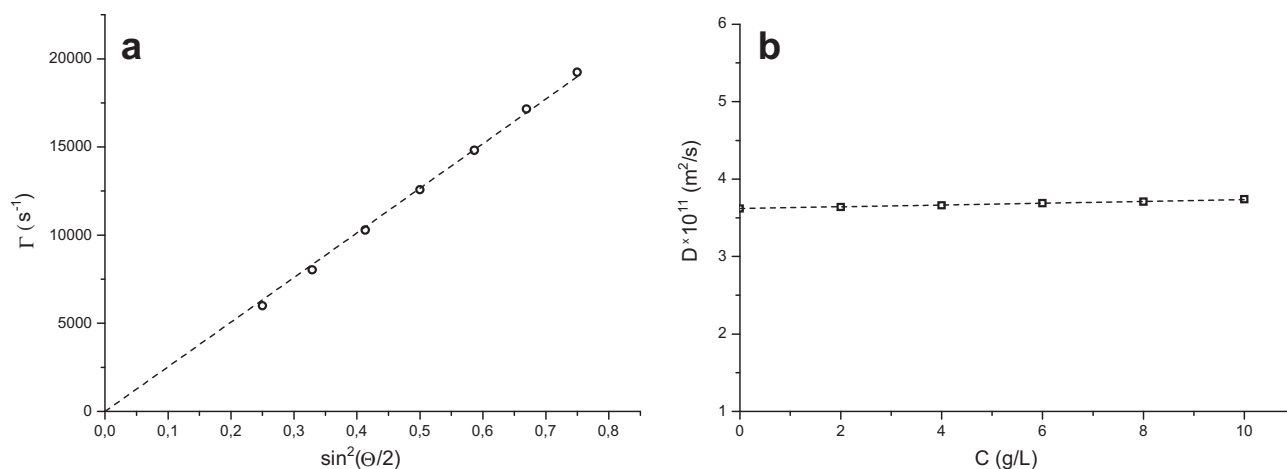 a
20000
15000
10000
5000
0
Γ (s⁻¹)
0,0 0,1 0,2 0,3 0,4 0,5 0,6 0,7 0,8
sin²(Θ/2)
b
6
5
4
3
2
1
D×10¹¹ (m²/s)
0 2 4 6 8 10
C (g/L)